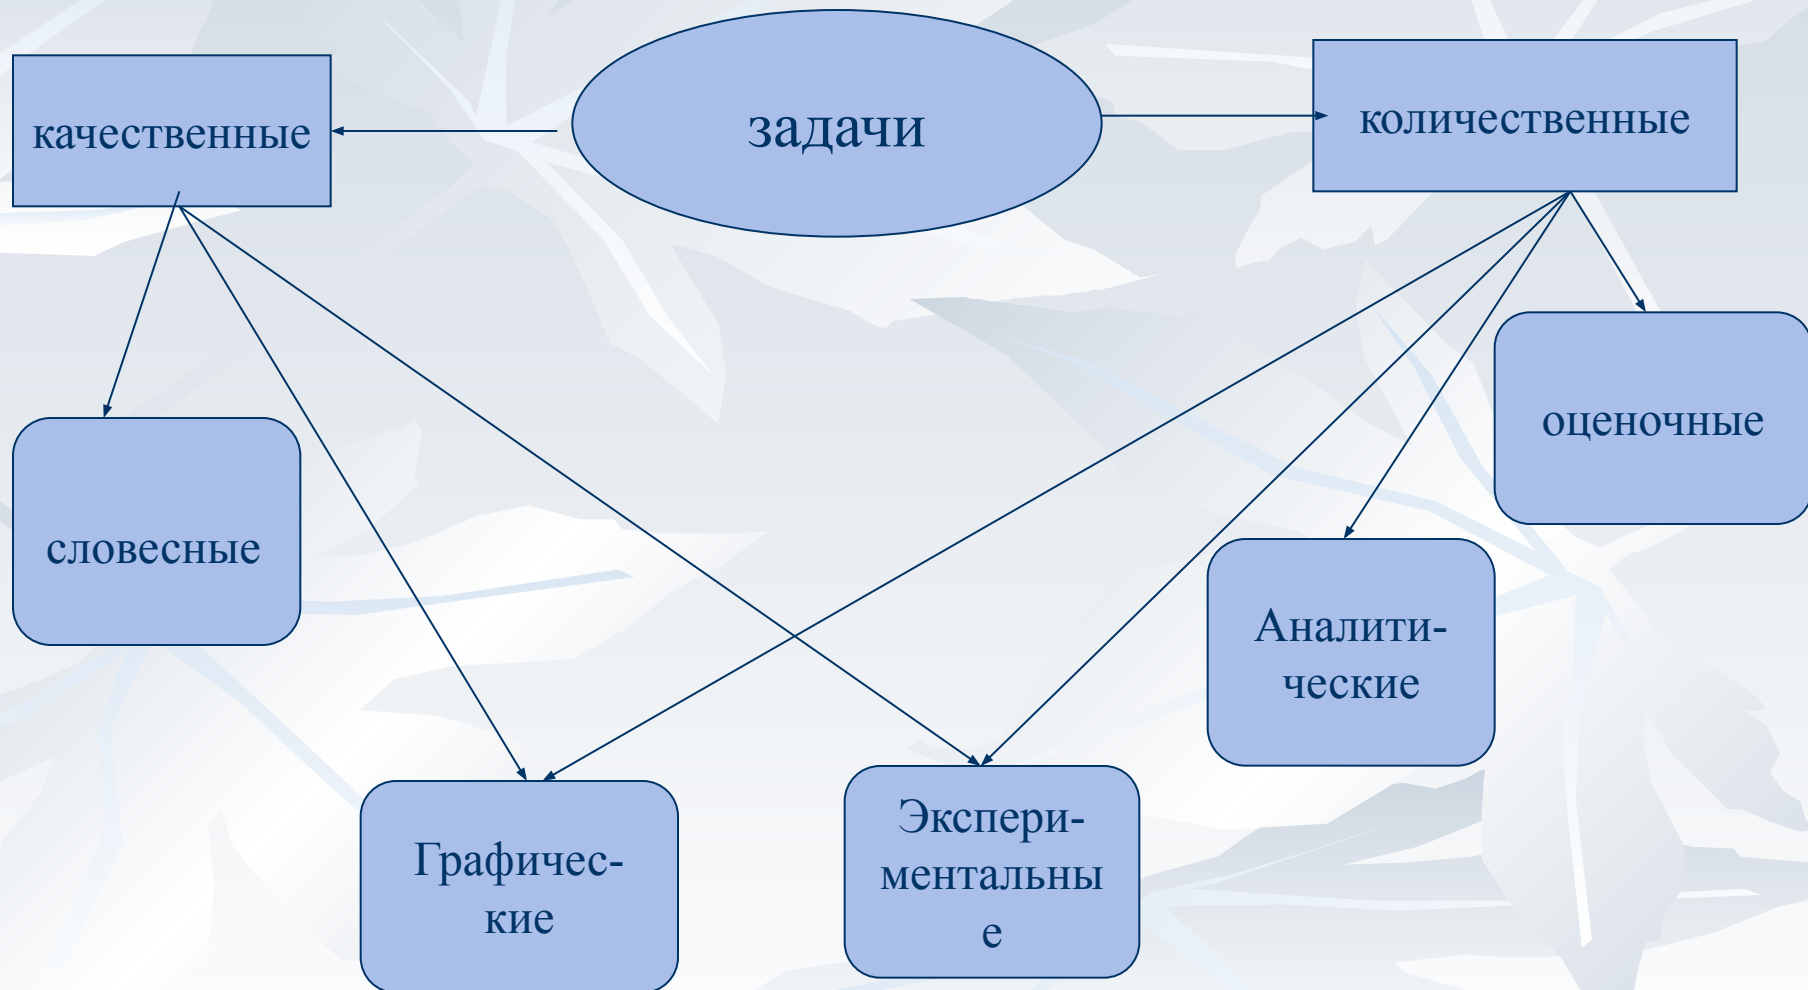 задачи
качественные
количественные
оценочные
словесные
Аналити-
ческие
Графичес-
кие
Экспери-
ментальны
е